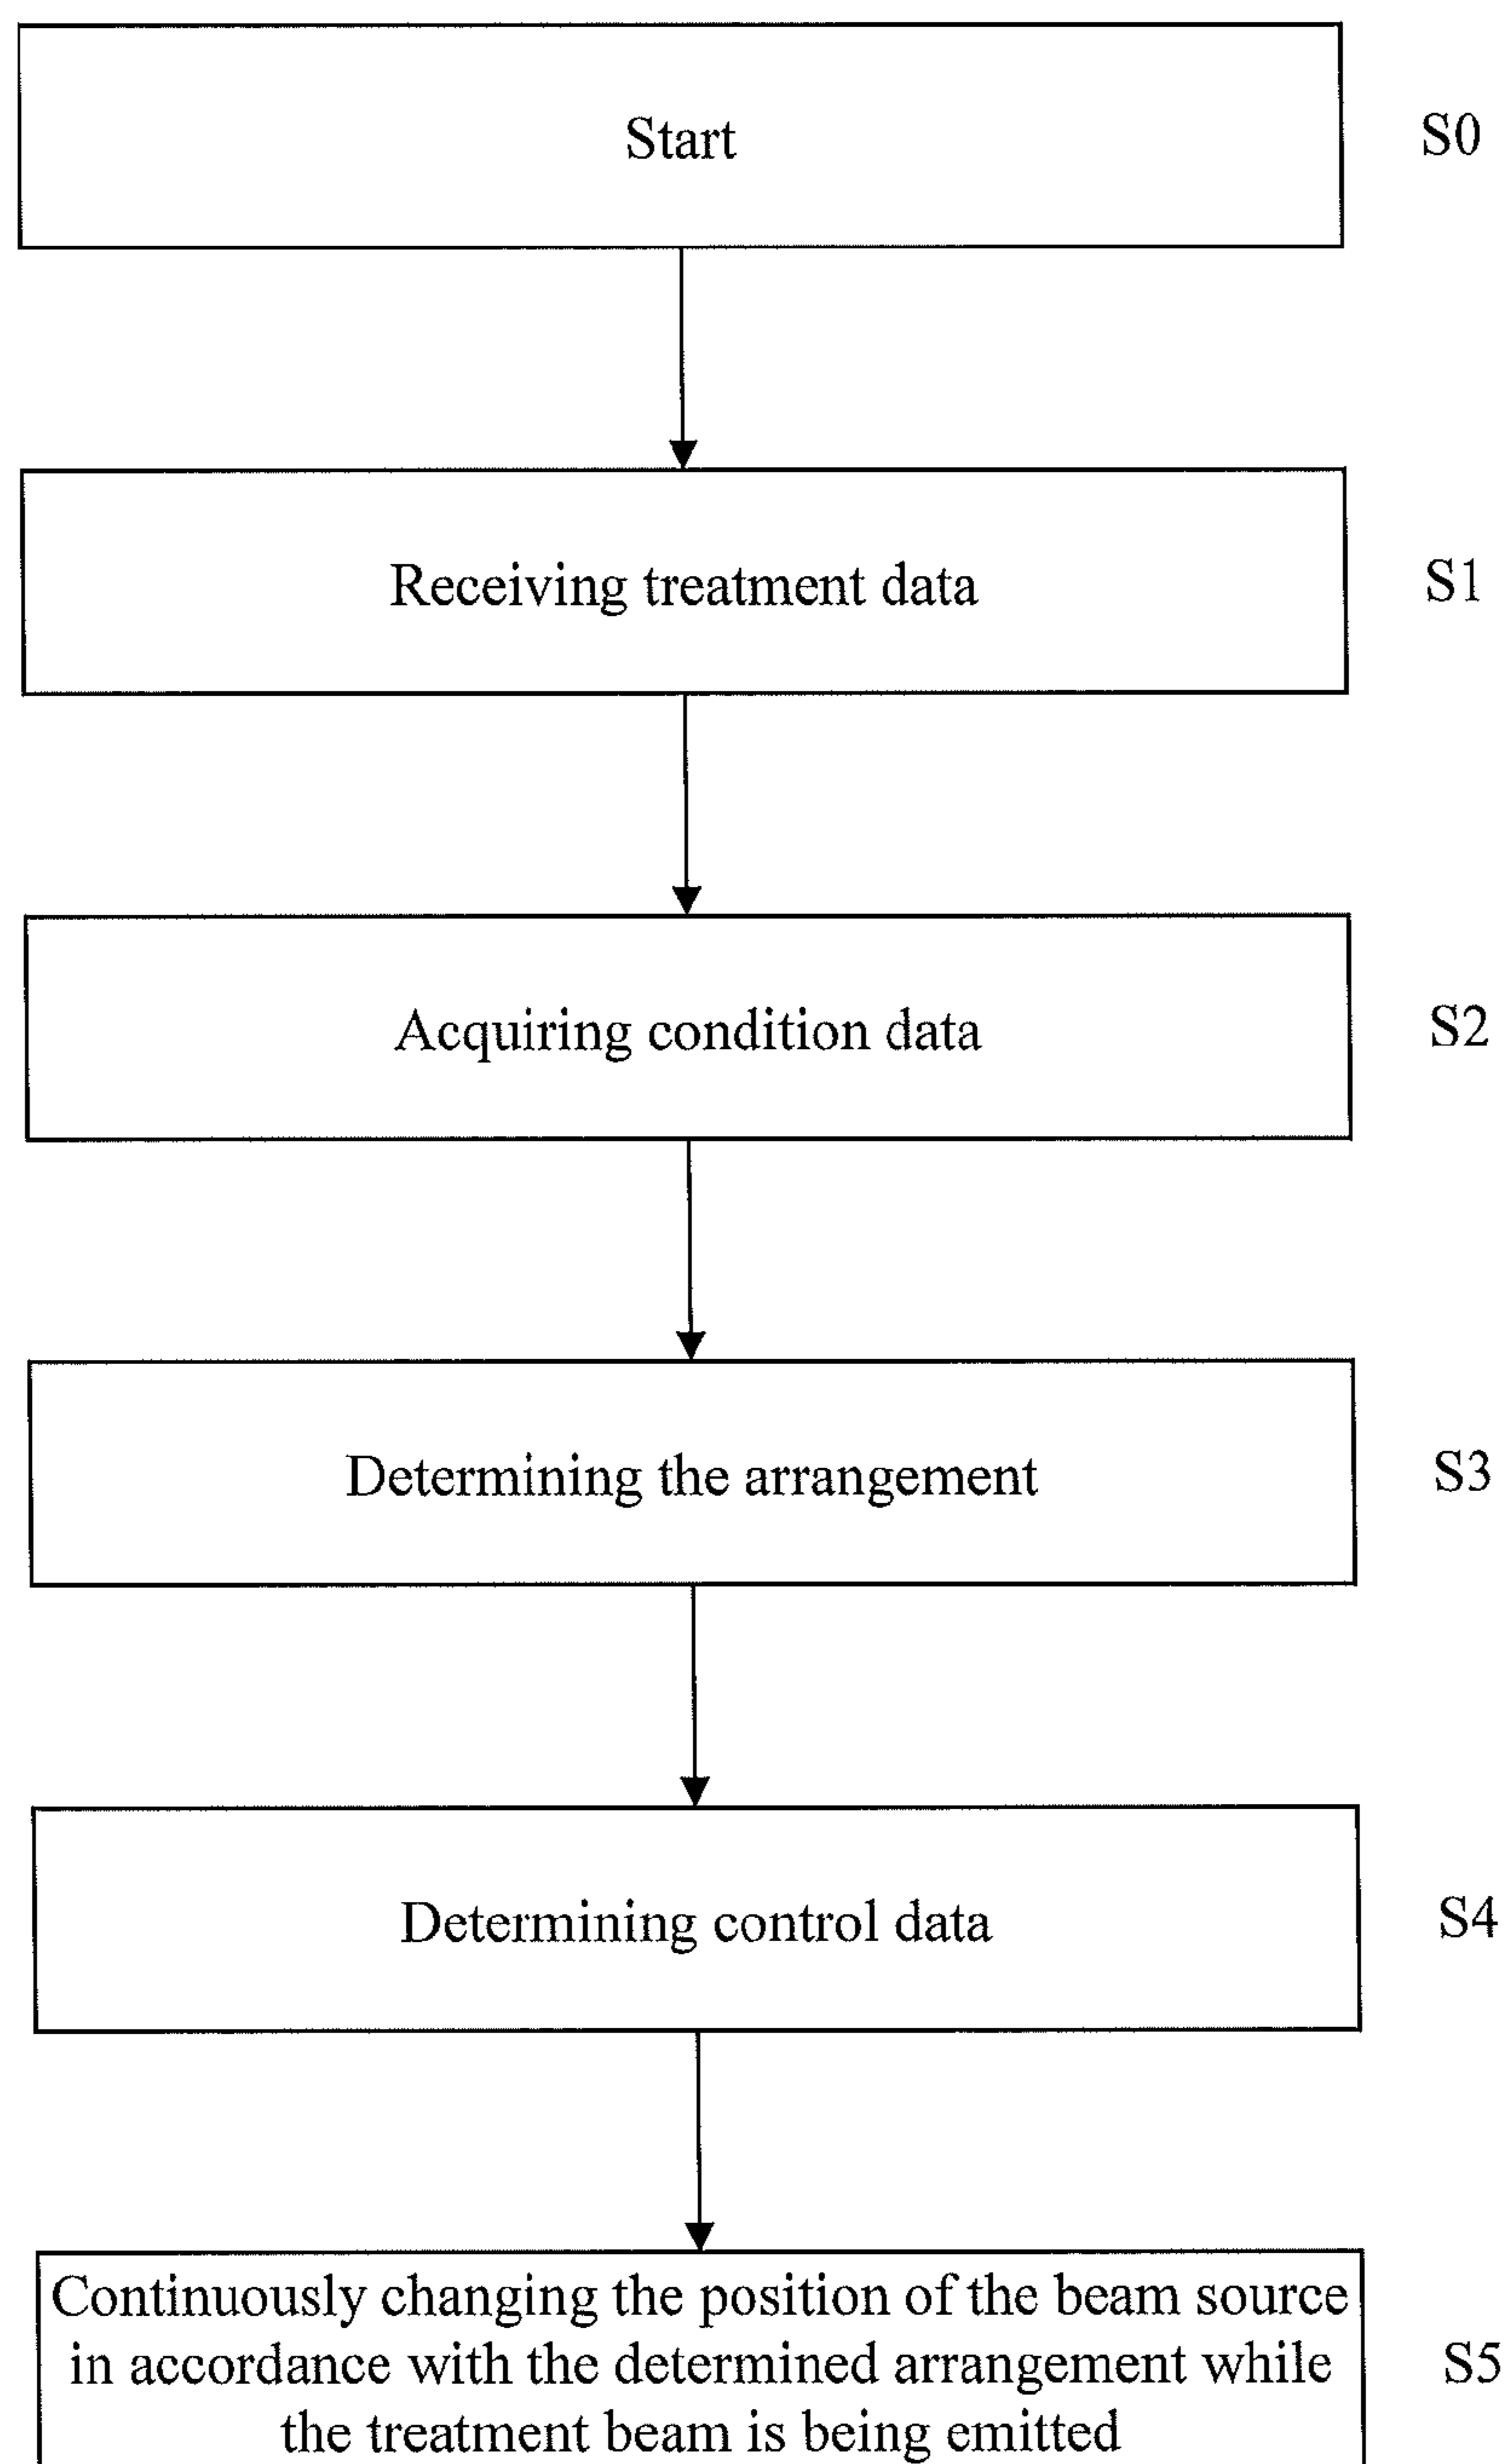 Start
S0
Receiving treatment data
S1
Acquiring condition data
S2
Determining the arrangement
S3
Determining control data
S4
Continuously changing the position of the beam source
in accordance with the determined arrangement while
the treatment beam is being emitted
S5